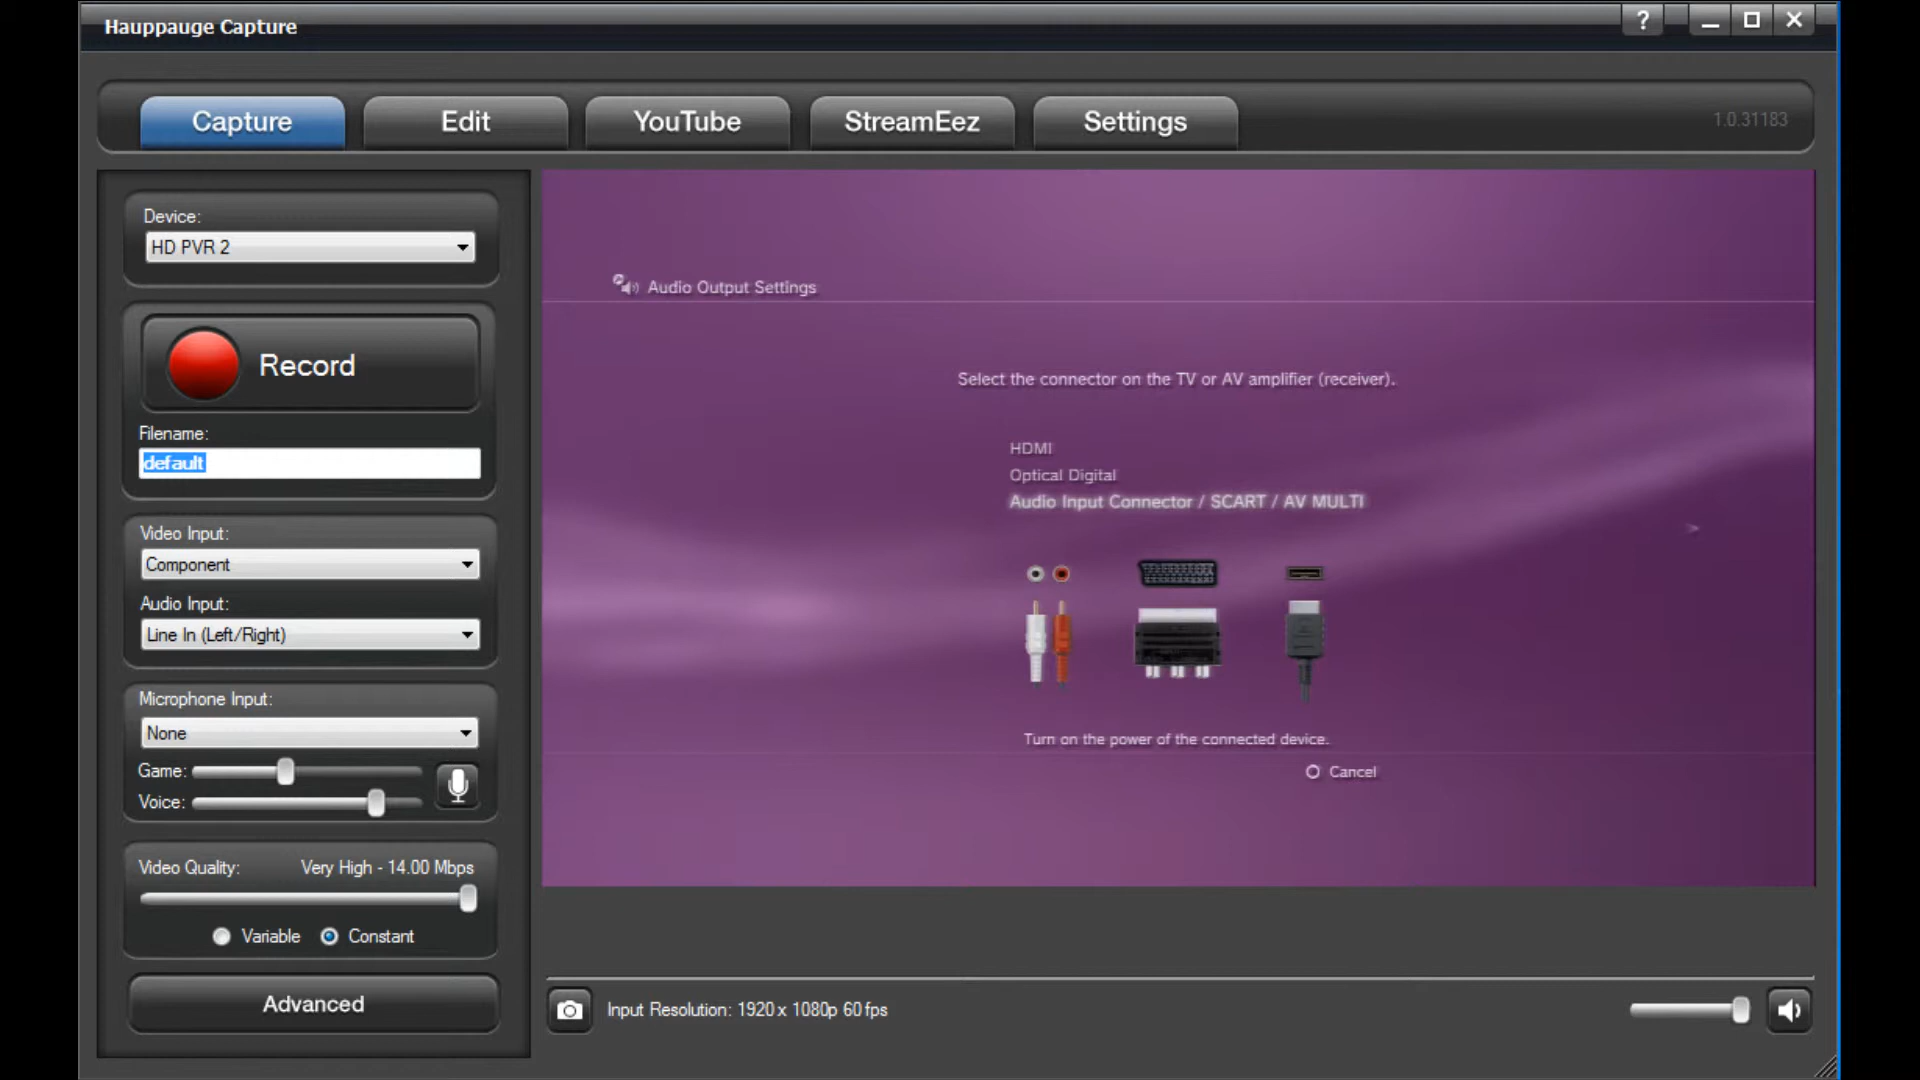 Hauppauge Capture
?
Capture
Edit
YouTube
StreamEez
Settings
1.0.31183
Device:
HD PVR 2
Record
Filename:
default
Video Input:
Component
Audio Input:
Line In (Left/Right)
Microphone Input:
None
Game:
Voice:
Video Quality: Very High - 14.00 Mbps
Variable
Constant
Advanced
Audio Output Settings
Select the connector on the TV or AV amplifier (receiver).
HDMI
Optical Digital
Audio Input Connector / SCART / AV MULTI
Turn on the power of the connected device.
Cancel
Input Resolution: 1920 x 1080p 60 fps